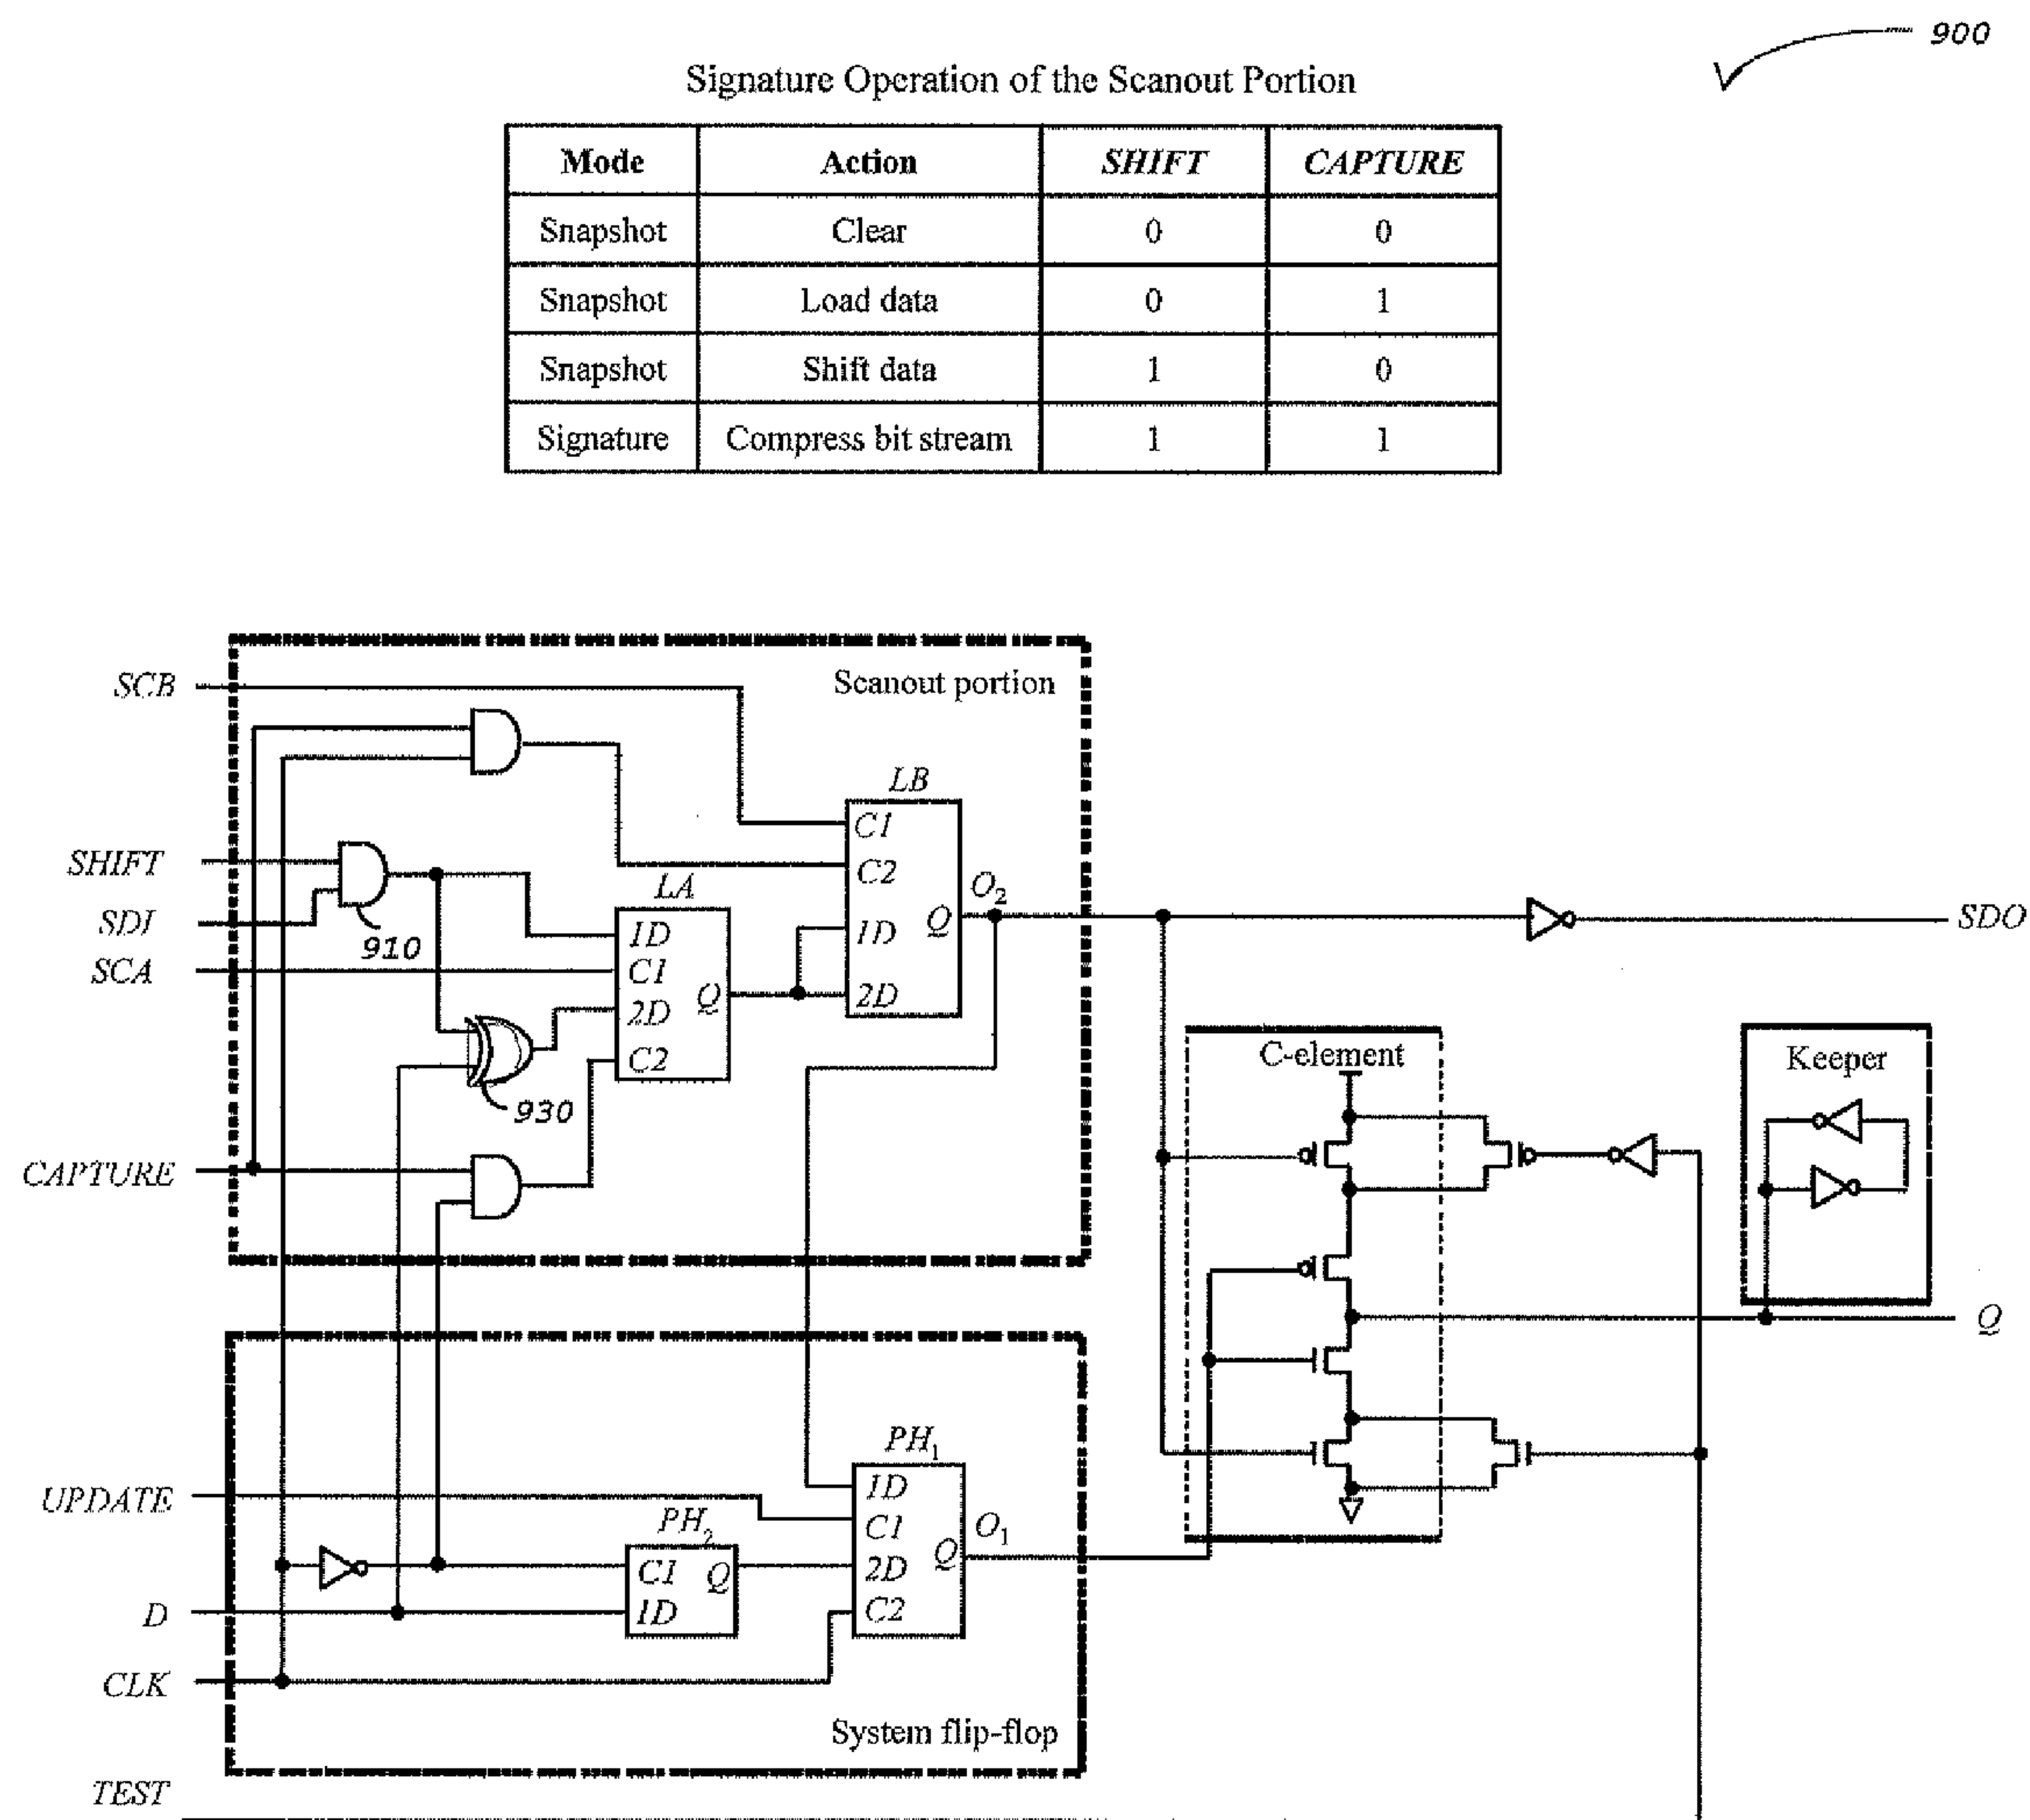 900
Signature Operation of the Scanout Portion
Mode Action SHIFT CAPTURE
Snapshot Clear 0 0
Snapshot Load data 0 1
Snapshot Shift data 1 0
Signature Compress bit stream 1 1
SCB
Scanout portion
LB
C1
SHIFT
C2
LA
O2
SDI
910
1D
1D
Q
SDO
SCA
C1
2D
Q
2D
C2
930
C-element
Keeper
CAPTURE
Q
UPDATE
PH1
1D
PH2
C1
O1
C1
Q
2D
Q
D
1D
C2
CLK
System flip-flop
TEST